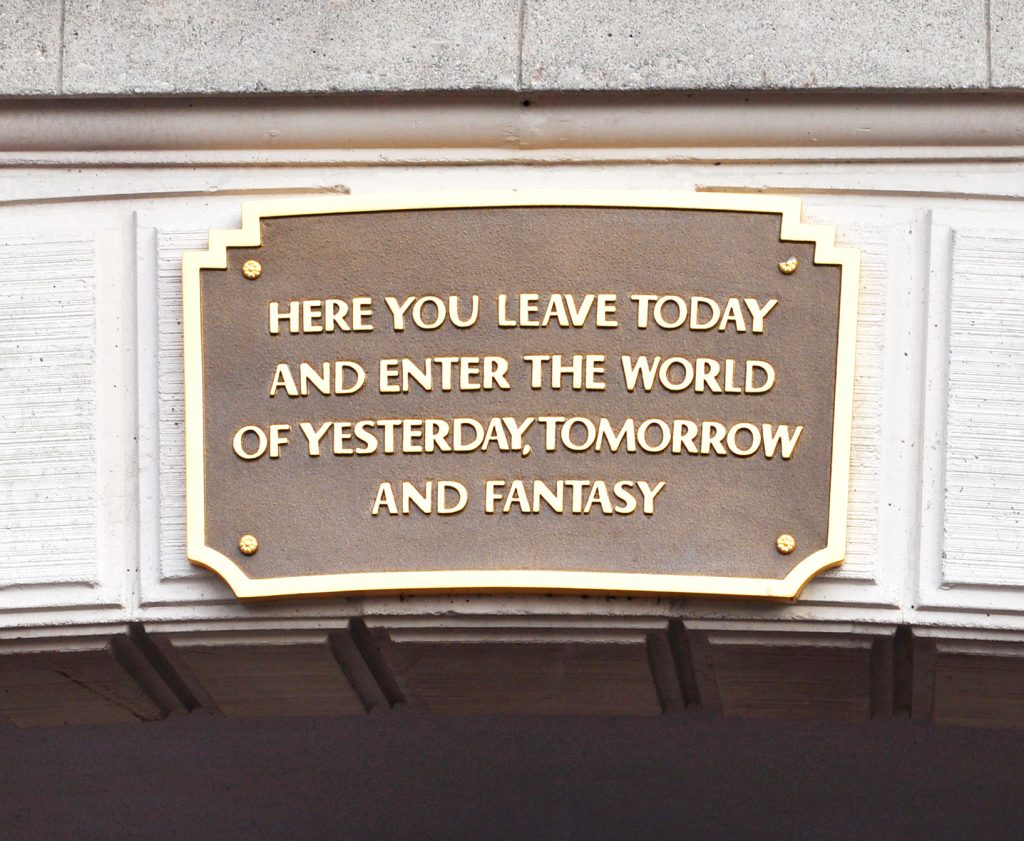 HERE YOU LEAVE TODAY
AND ENTER THE WORLD
OF YESTERDAY, TOMORROW
AND FANTASY